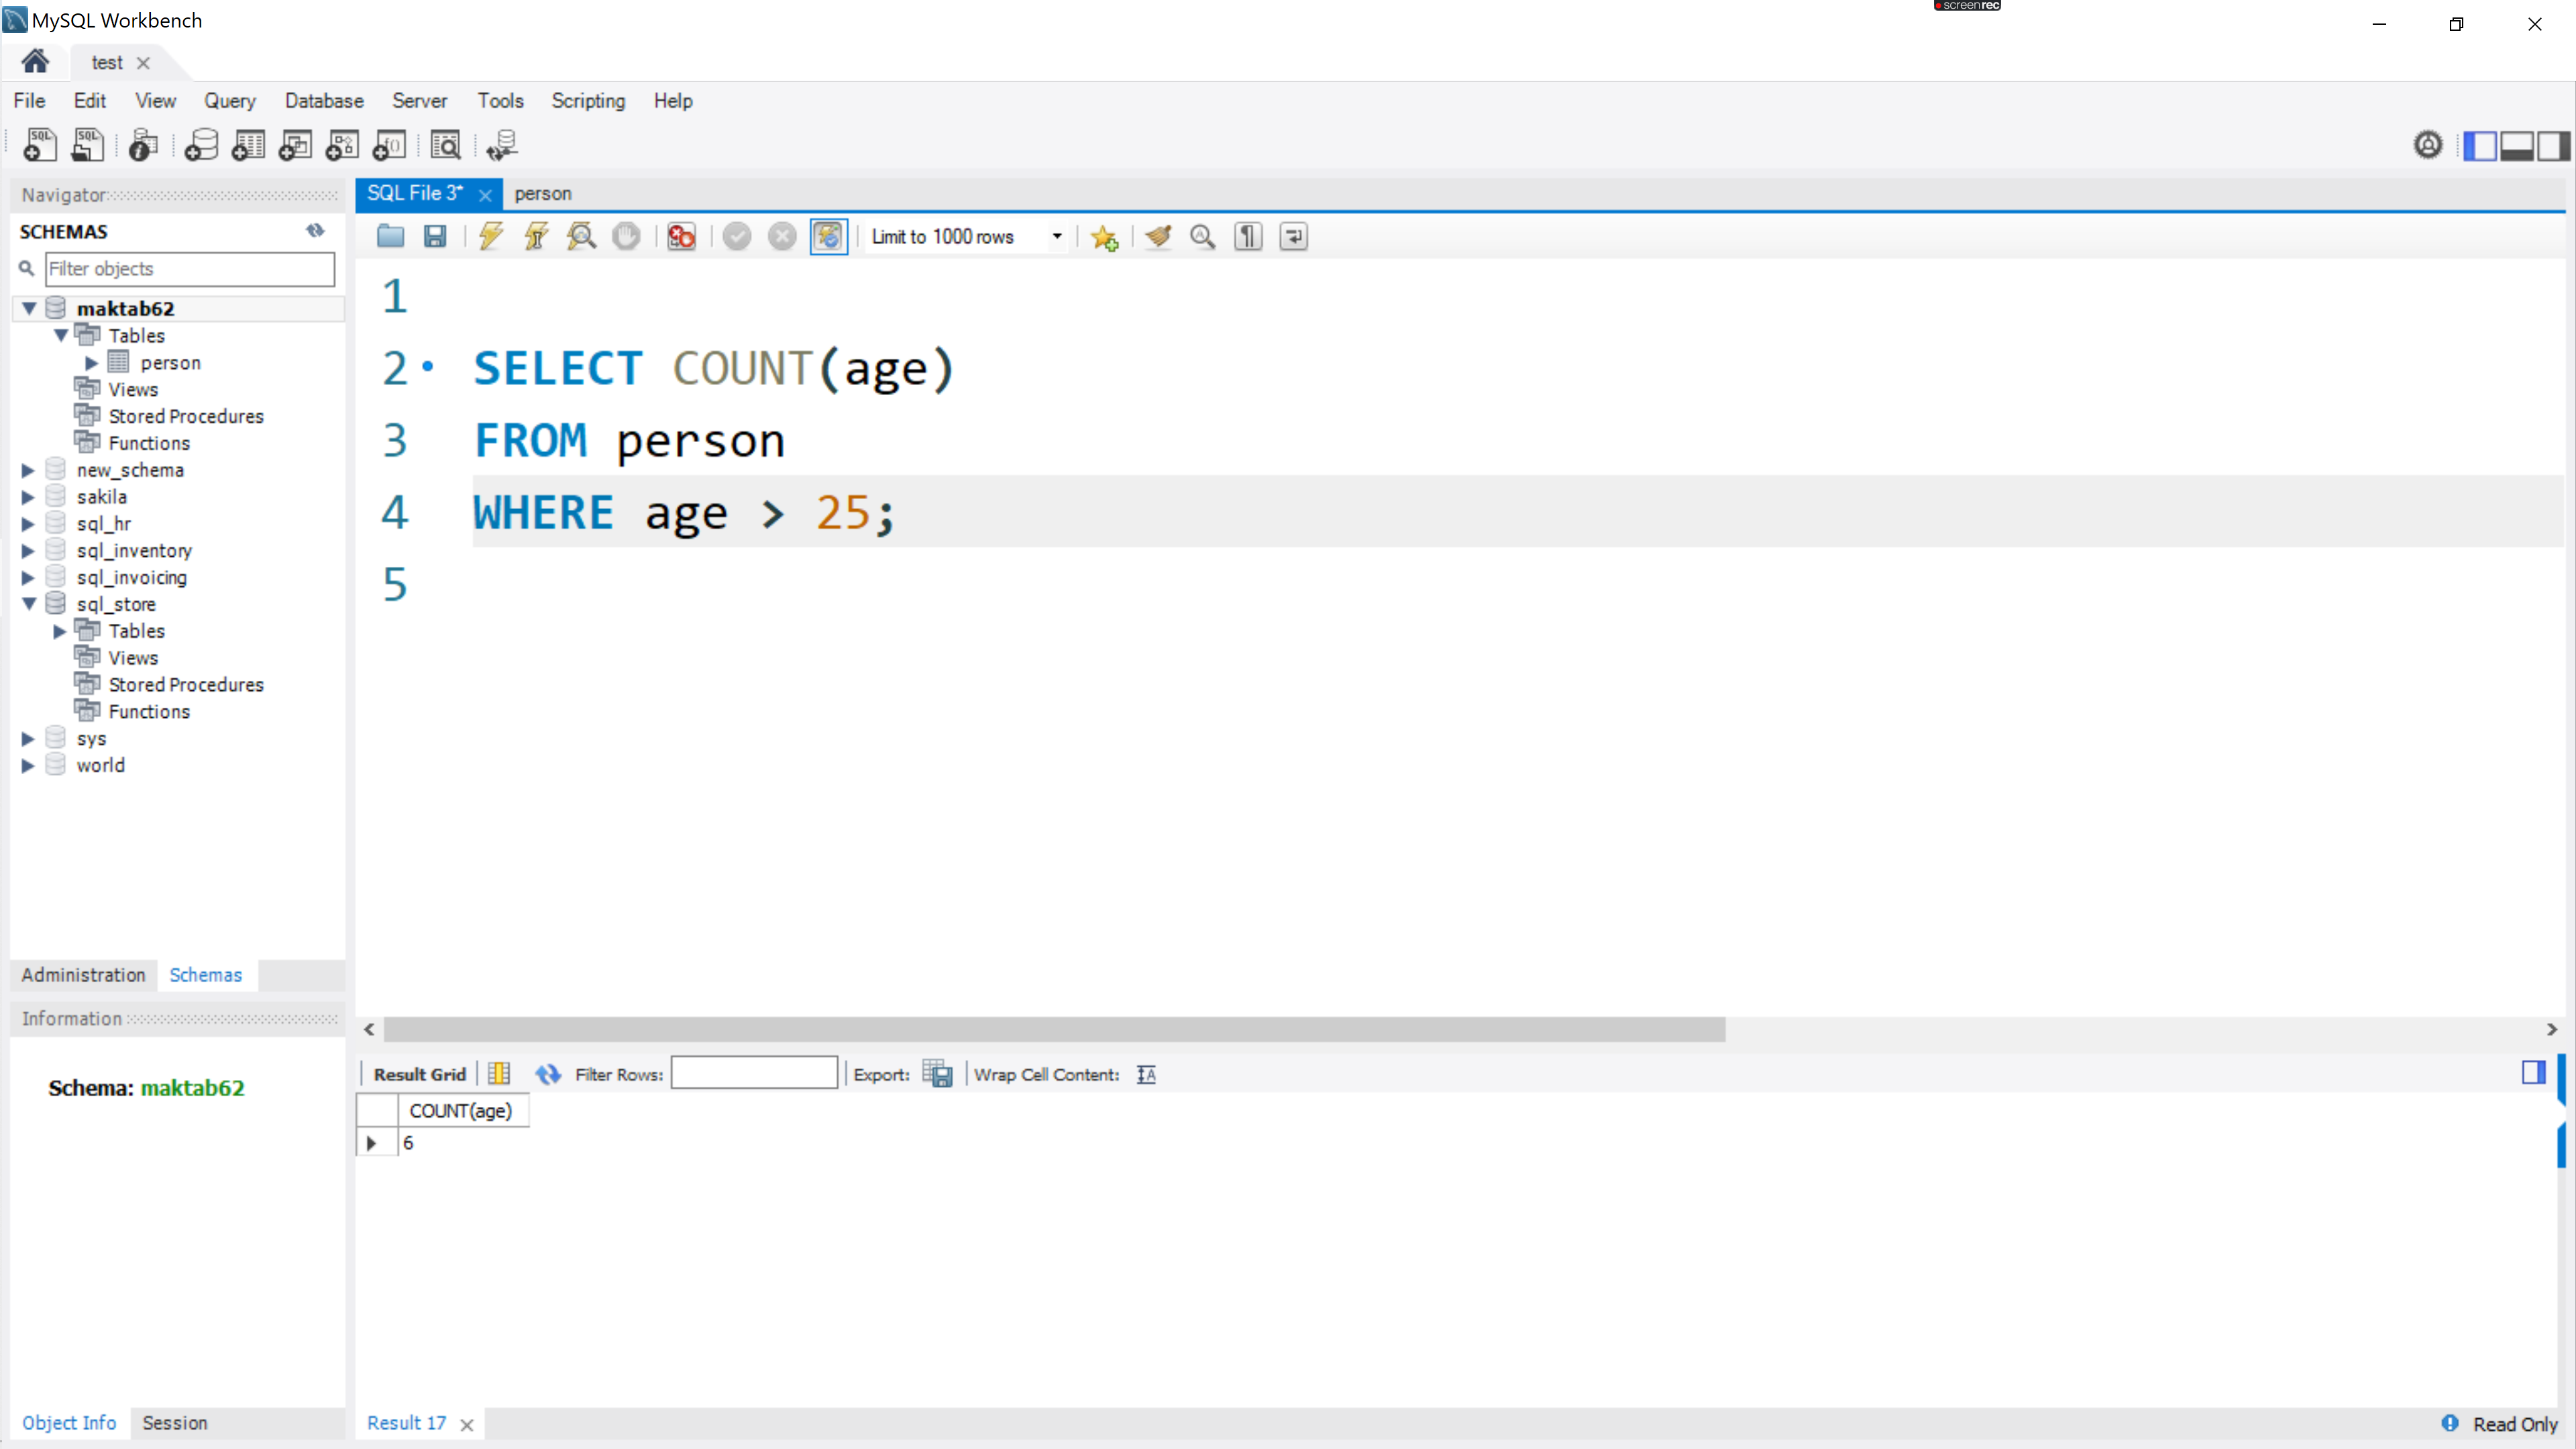 screenrec
MySQL Workbench
test
File Edit View Query Database Server Tools Scripting Help
Navigator
SCHEMAS
Filter objects
maktab62
Tables
person
Views
Stored Procedures
Functions
new_schema
sakila
sql_hr
sql_inventory
sql_invoicing
sql_store
Tables
Views
Stored Procedures
Functions
sys
world
Administration Schemas
Information
Schema: maktab62
Object Info Session
SQL File 3* person
Limit to 1000 rows
1
2 SELECT COUNT(age)
3 FROM person
4 WHERE age > 25;
5
Result Grid Filter Rows: Export: Wrap Cell Content:
COUNT(age)
6
Result 17
Read Only